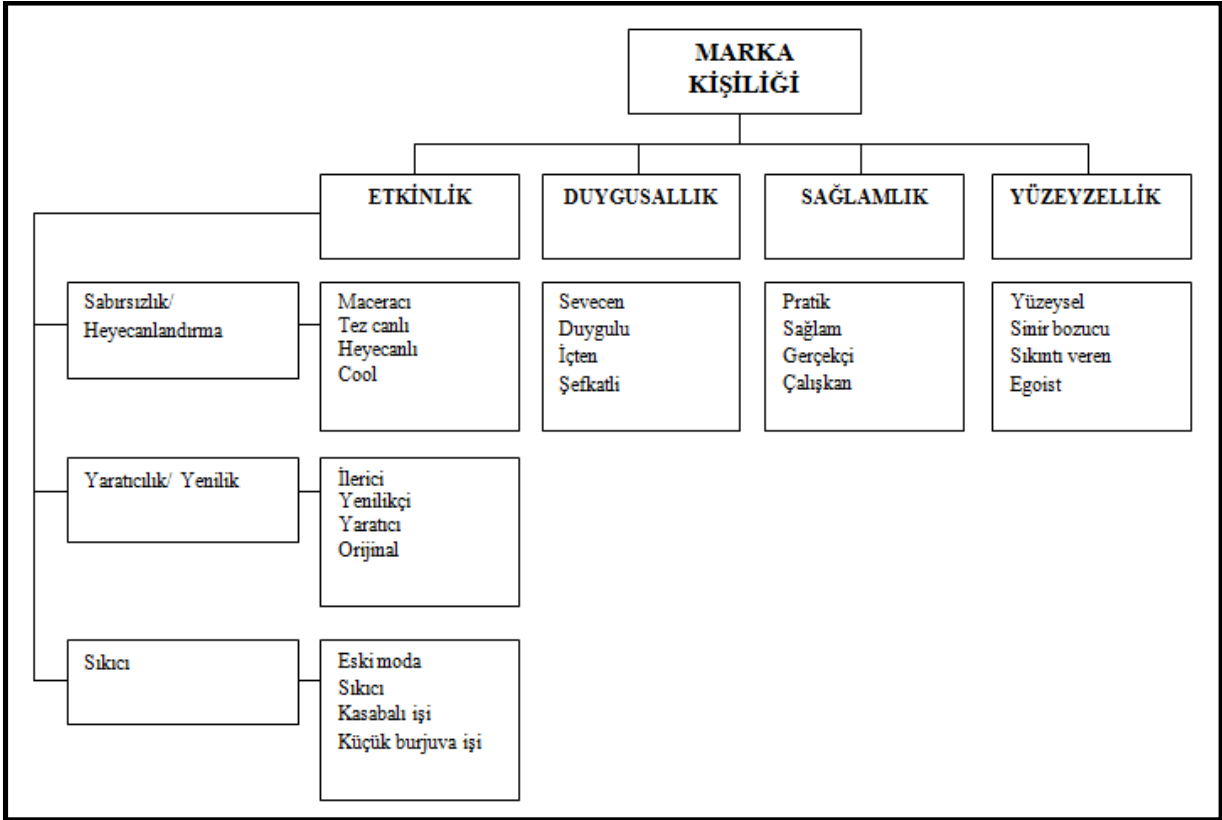 MARKA
KİŞİLİĞİ
ETKİNLİK
DUYGUSALLIK
SAĞLAMLIK
YÜZEYZELLİK
Sabırsızlık/
Heyecanlandırma
Maceracı
Tez canlı
Heyecanlı
Cool
Sevecen
Duygulu
İçten
Şefkatli
Pratik
Sağlam
Gerçekçi
Çalışkan
Yüzeysel
Sinir bozucu
Sıkıntı veren
Egoist
Yaratıcılık/ Yenilik
İlerici
Yenilikçi
Yaratıcı
Orijinal
Sıkıcı
Eski moda
Sıkıcı
Kasabalı işi
Küçük burjuva işi